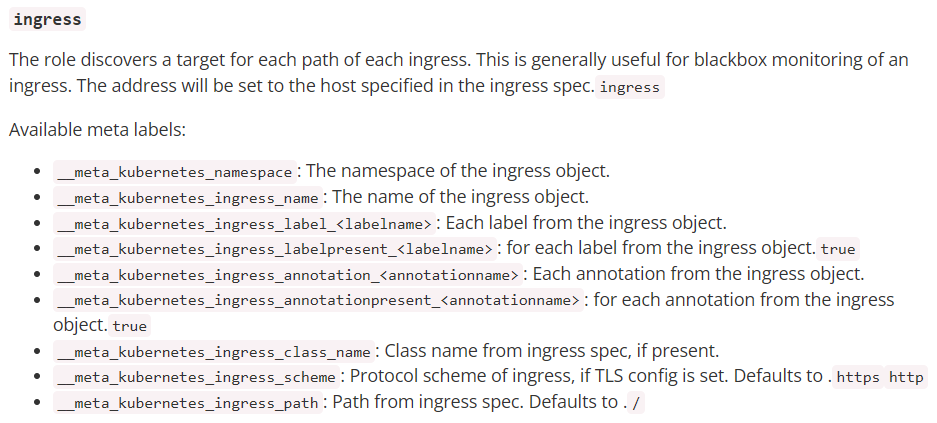 ingress
The role discovers a target for each path of each ingress. This is generally useful for blackbox monitoring of an
ingress. The address will be set to the host specified in the ingress spec. ingress
Available meta labels:
• __meta_kubernetes_namespace: The namespace of the ingress object.
• __meta_kubernetes_ingress_name: The name of the ingress object.
• __meta_kubernetes_ingress_label_<labelname>: Each label from the ingress object.
• __meta_kubernetes_ingress_labelpresent_<labelname>: for each label from the ingress object. true
• __meta_kubernetes_ingress_annotation_<annotationname>: Each annotation from the ingress object.
• __meta_kubernetes_ingress_annotationpresent_<annotationname>: for each annotation from the ingress
object. true
• __meta_kubernetes_ingress_class_name: Class name from ingress spec, if present.
• __meta_kubernetes_ingress_scheme: Protocol scheme of ingress, if TLS config is set. Defaults to . https http
• __meta_kubernetes_ingress_path: Path from ingress spec. Defaults to . /